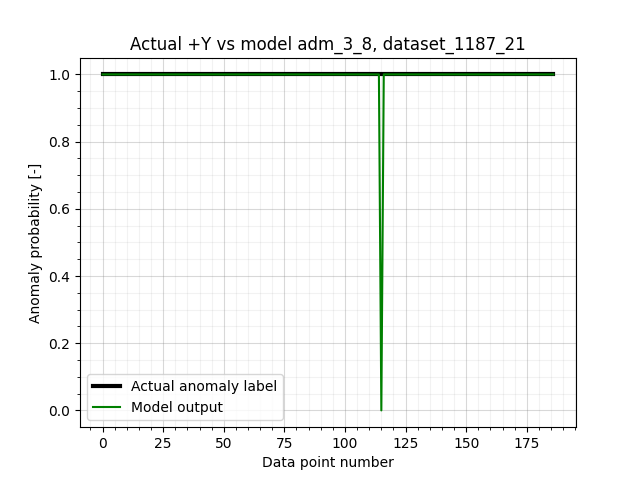 Actual +Y vs model adm_3_8, dataset_1187_21
Anomaly probability [-]
1.0
0.8
0.6
0.4
0.2
0.0
Actual anomaly label
Model output
0 25 50 75 100 125 150 175
Data point number